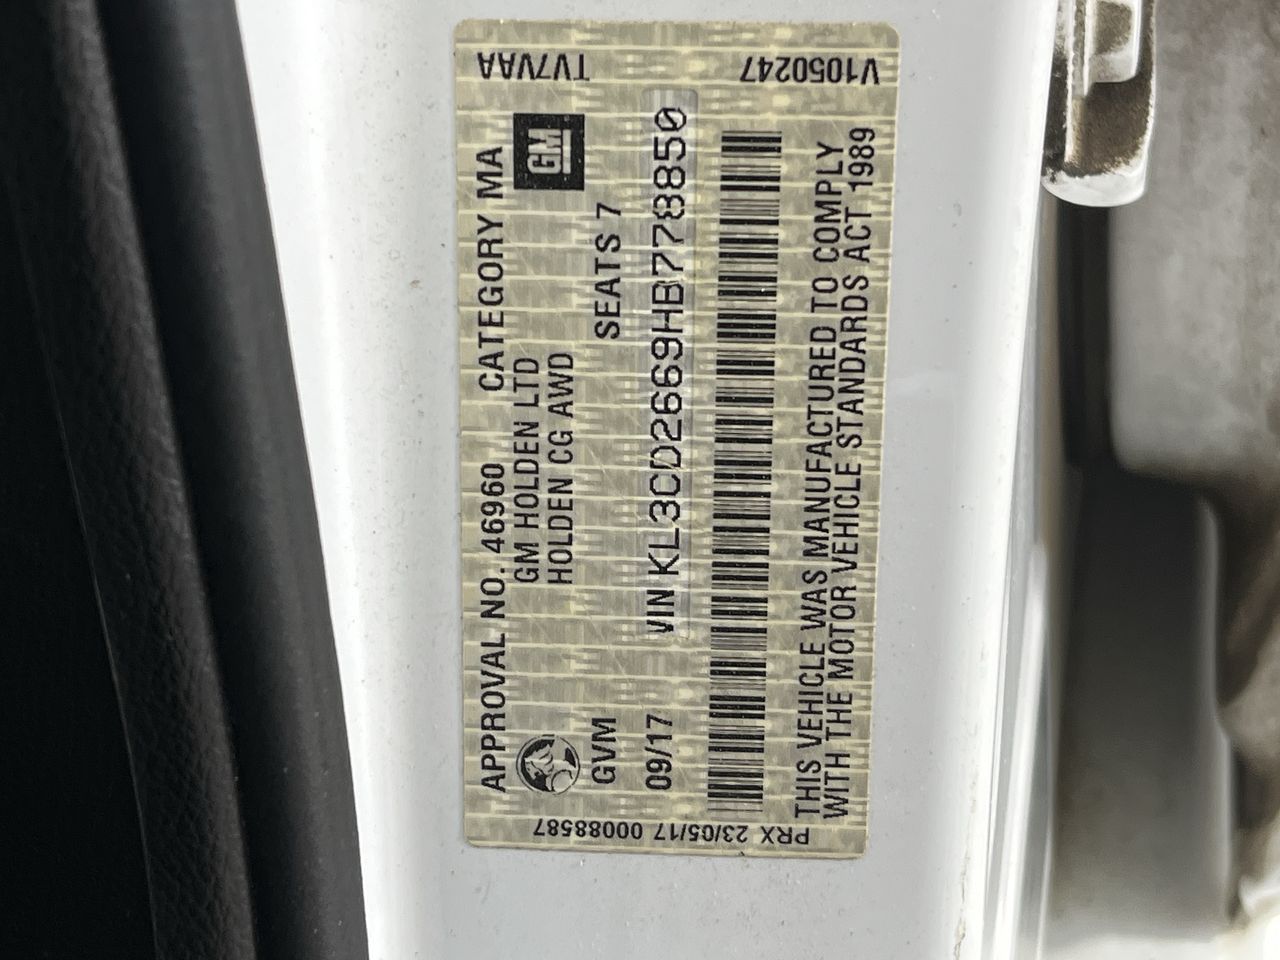 APPROVAL NO. 46960 CATEGORY MA
GM HOLDEN LTD
HOLDEN CG AWD
GM
GVM SEATS 7
09/17 VIN KL3CD2669HB778850
THIS VEHICLE WAS MANUFACTURED TO COMPLY
WITH THE MOTOR VEHICLE STANDARDS ACT 1989
TV7VAA V1050247
PRX 23/05/17 00088587